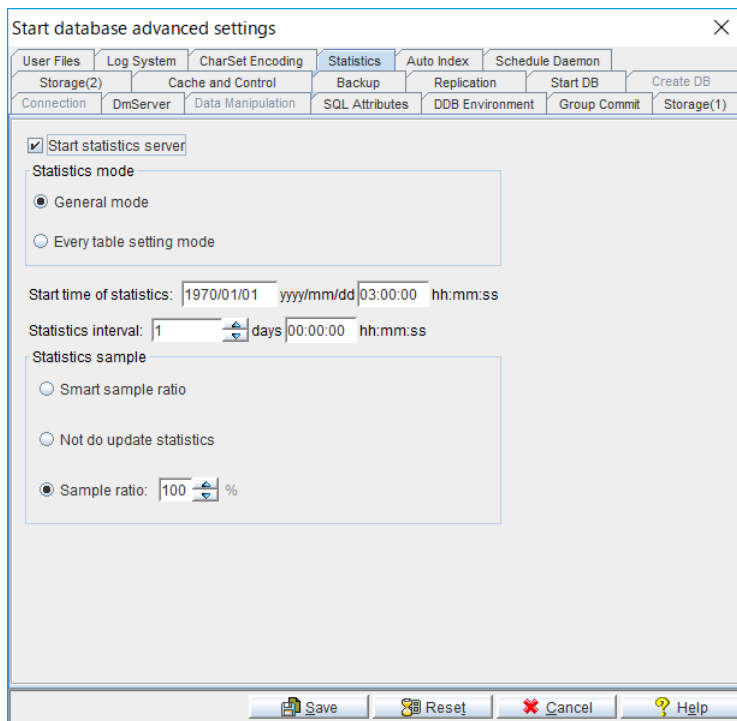 Start database advanced settings
User Files Log System CharSet Encoding Statistics Auto Index Schedule Daemon
Storage(2) Cache and Control Backup Replication Start DB Create DB
Connection DmServer Data Manipulation SQL Attributes DDB Environment Group Commit Storage(1)
Start statistics server
Statistics mode
General mode
Every table setting mode
Start time of statistics: 1970/01/01 yyyy/mm/dd 03:00:00 hh:mm:ss
Statistics interval: 1 days 00:00:00 hh:mm:ss
Statistics sample
Smart sample ratio
Not do update statistics
Sample ratio: 100 %
Save Reset Cancel Help